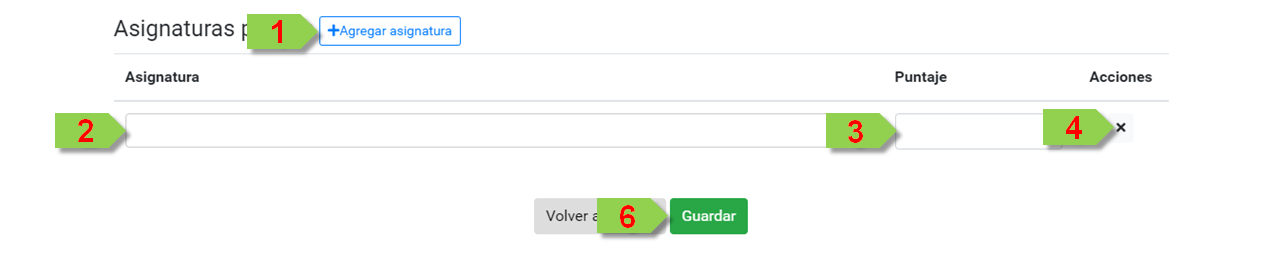 Asignaturas 1 +Agregar asignatura
Asignatura Puntaje Acciones
2 3 4 ×
Volver 6 Guardar